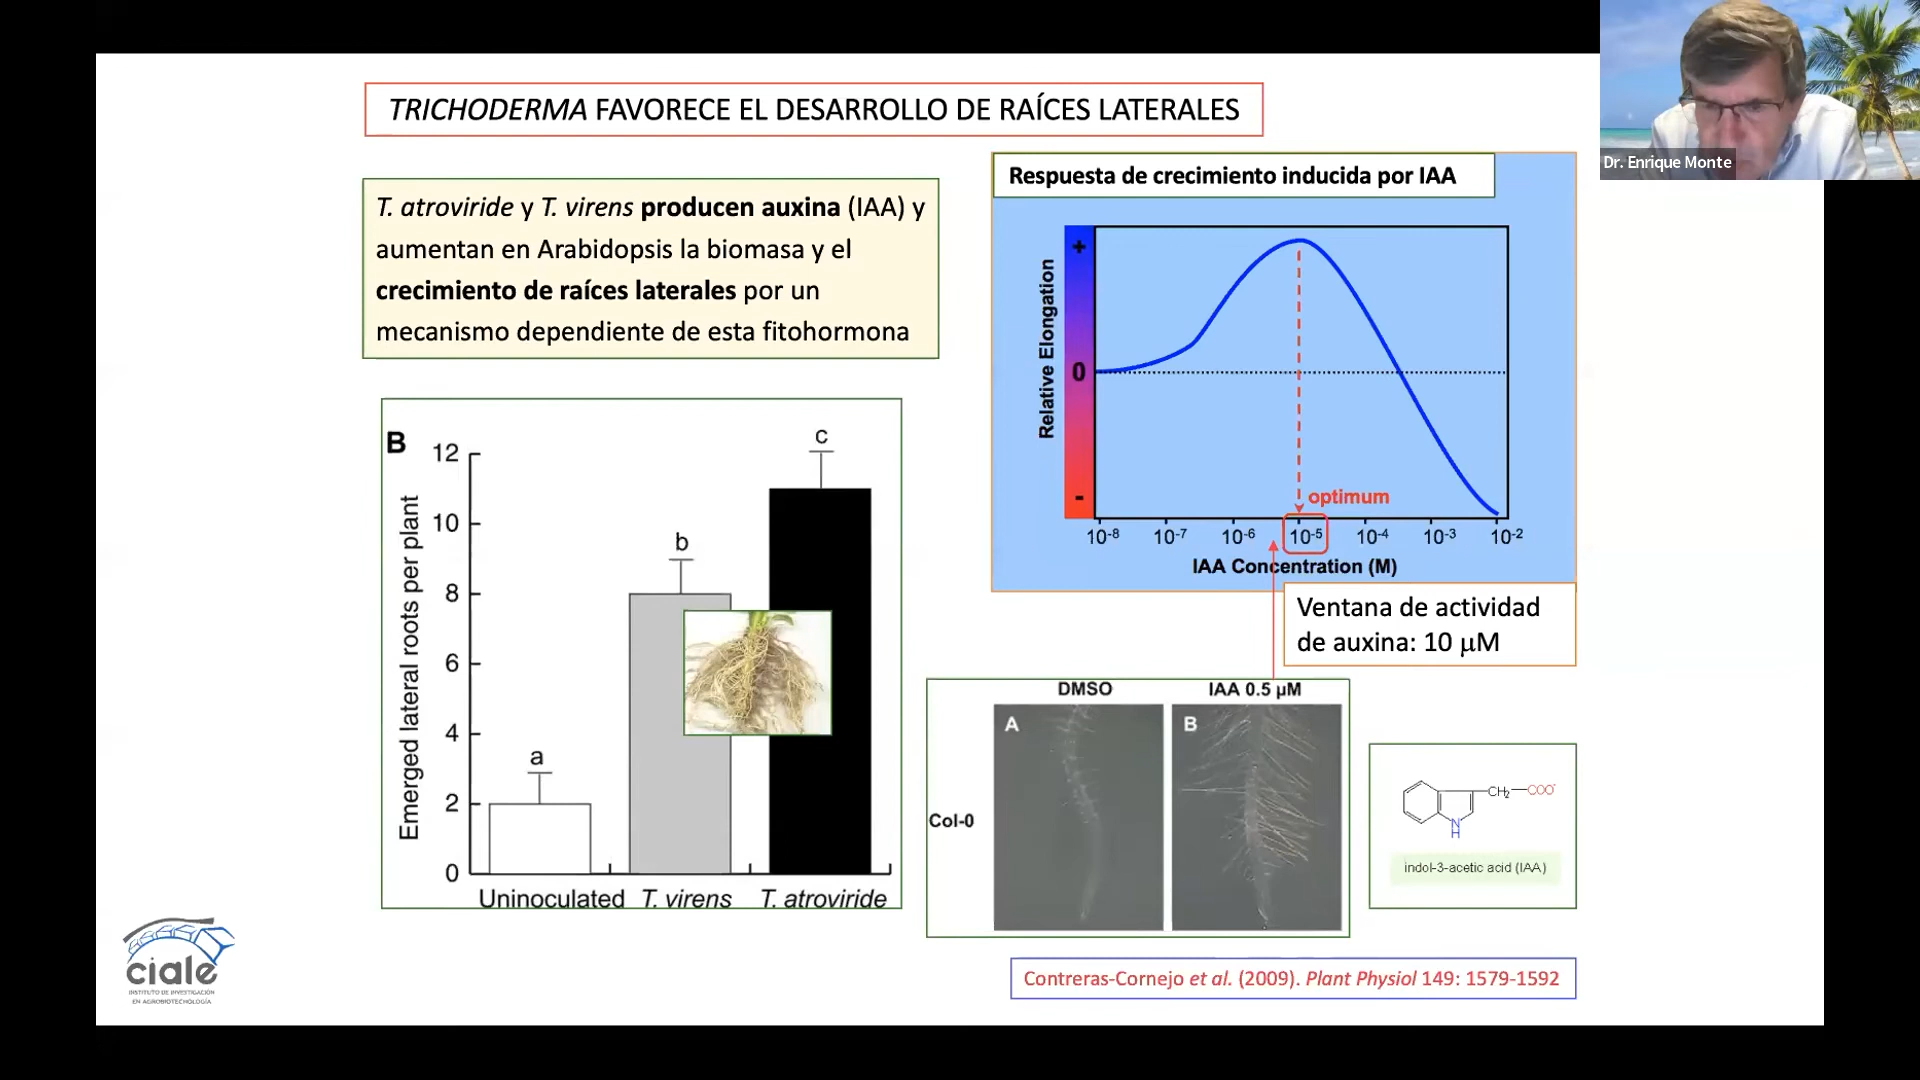 TRICHODERMA FAVORECE EL DESARROLLO DE RAÍCES LATERALES
Dr. Enrique Monte
T. atroviride y T. virens producen auxina (IAA) y
aumentan en Arabidopsis la biomasa y el
crecimiento de raíces laterales por un
mecanismo dependiente de esta fitohormona
Respuesta de crecimiento inducida por IAA
Relative Elongation
+
0
-
optimum
10-8 10-7 10-6 10-5 10-4 10-3 10-2
IAA Concentration (M)
Ventana de actividad
de auxina: 10 µM
B
Emerged lateral roots per plant
12
10
8
6
4
2
0
a
b
c
Uninoculated T. virens T. atroviride
DMSO IAA 0.5 µM
A B
Col-0
CH2 COO-
N
H
indol-3-acetic acid (IAA)
ciale
INSTITUTO DE INVESTIGACIÓN
EN AGROBIOTECNOLOGÍA
Contreras-Cornejo et al. (2009). Plant Physiol 149: 1579-1592